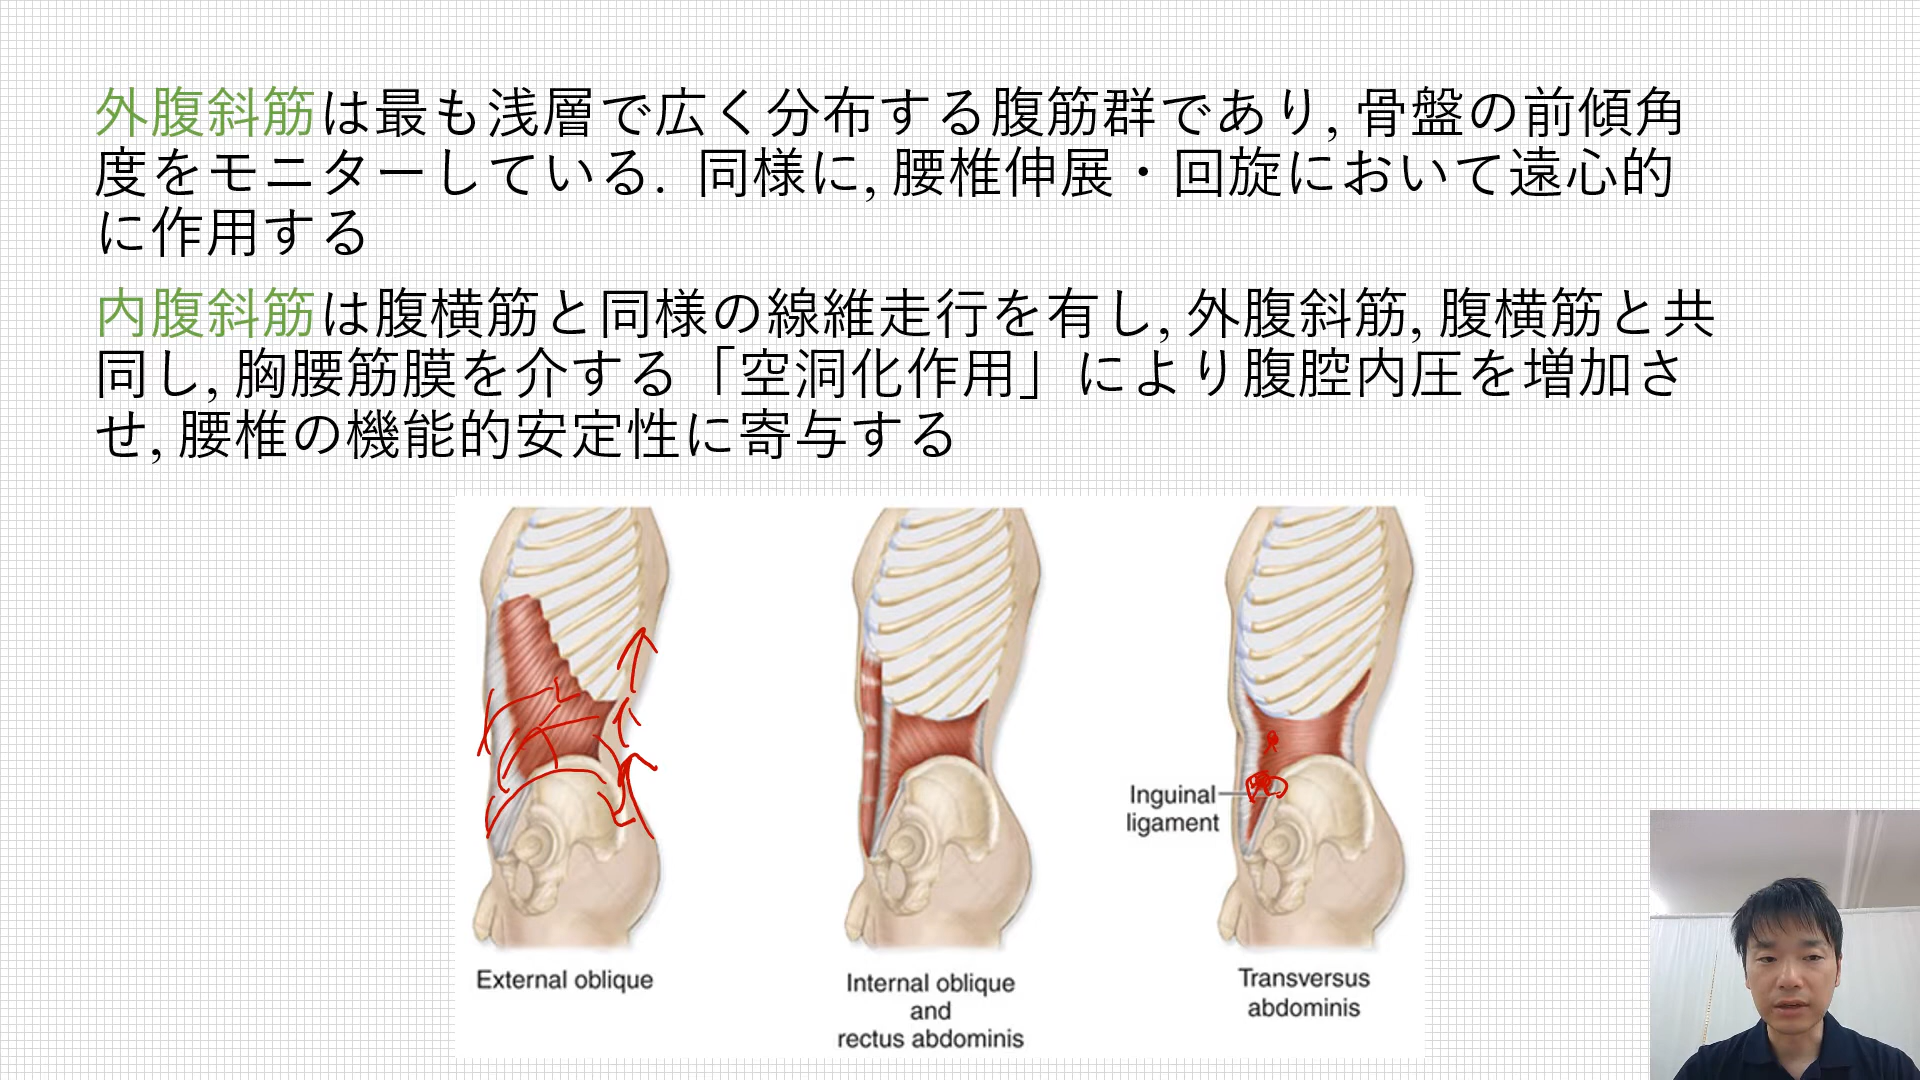 外腹斜筋は最も浅層で広く分布する腹筋群であり, 骨盤の前傾角
度をモニターしている. 同様に, 腰椎伸展・回旋において遠心的
に作用する
内腹斜筋は腹横筋と同様の線維走行を有し, 外腹斜筋, 腹横筋と共
同し, 胸腰筋膜を介する「空洞化作用」により腹腔内圧を増加さ
せ, 腰椎の機能的安定性に寄与する
Inguinal
ligament
External oblique
Internal oblique
and
rectus abdominis
Transversus
abdominis